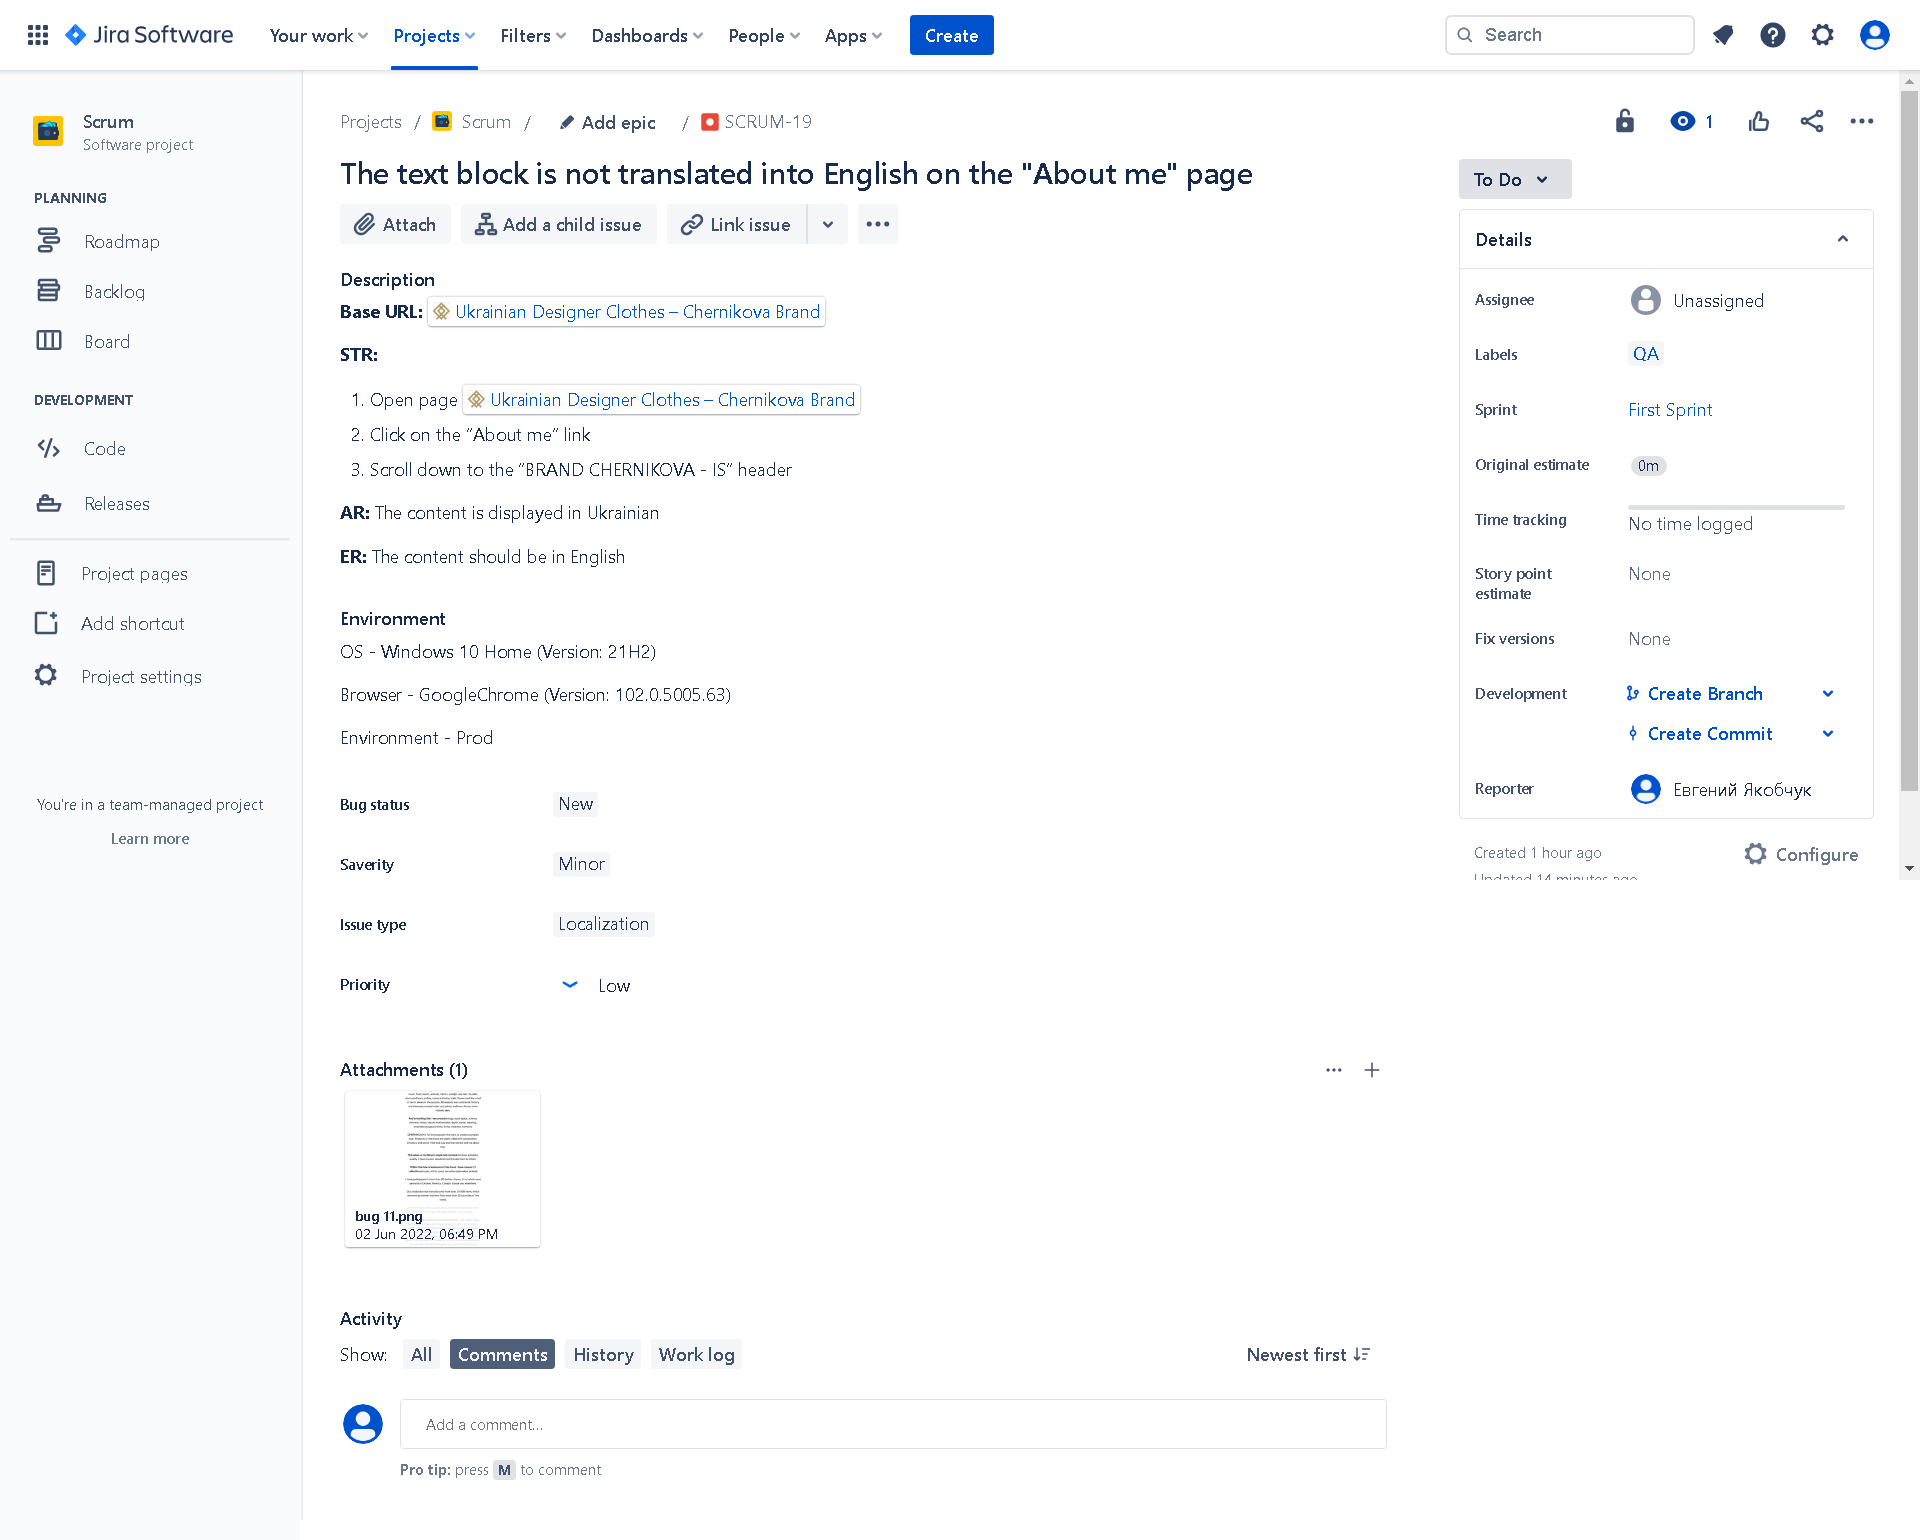 Jira Software Your work Projects Filters Dashboards People Apps Create Search
Scrum
Software project
PLANNING
Roadmap
Backlog
Board
DEVELOPMENT
Code
Releases
Project pages
Add shortcut
Project settings
You're in a team-managed project
Learn more
Projects / Scrum / Add epic / SCRUM-19
1
The text block is not translated into English on the "About me" page
Attach Add a child issue Link issue
Description
Base URL: Ukrainian Designer Clothes – Chernikova Brand
STR:
1. Open page Ukrainian Designer Clothes – Chernikova Brand
2. Click on the “About me” link
3. Scroll down to the “BRAND CHERNIKOVA - IS” header
AR: The content is displayed in Ukrainian
ER: The content should be in English
Environment
OS - Windows 10 Home (Version: 21H2)
Browser - GoogleChrome (Version: 102.0.5005.63)
Environment - Prod
Bug status New
Saverity Minor
Issue type Localization
Priority Low
Attachments (1)
bug 11.png
02 Jun 2022, 06:49 PM
Activity
Show: All Comments History Work log Newest first
Add a comment...
Pro tip: press M to comment
To Do
Details
Assignee Unassigned
Labels QA
Sprint First Sprint
Original estimate 0m
Time tracking No time logged
Story point estimate None
Fix versions None
Development Create Branch
Create Commit
Reporter Евгений Якобчук
Created 1 hour ago Configure
Updated 14 minutes ago